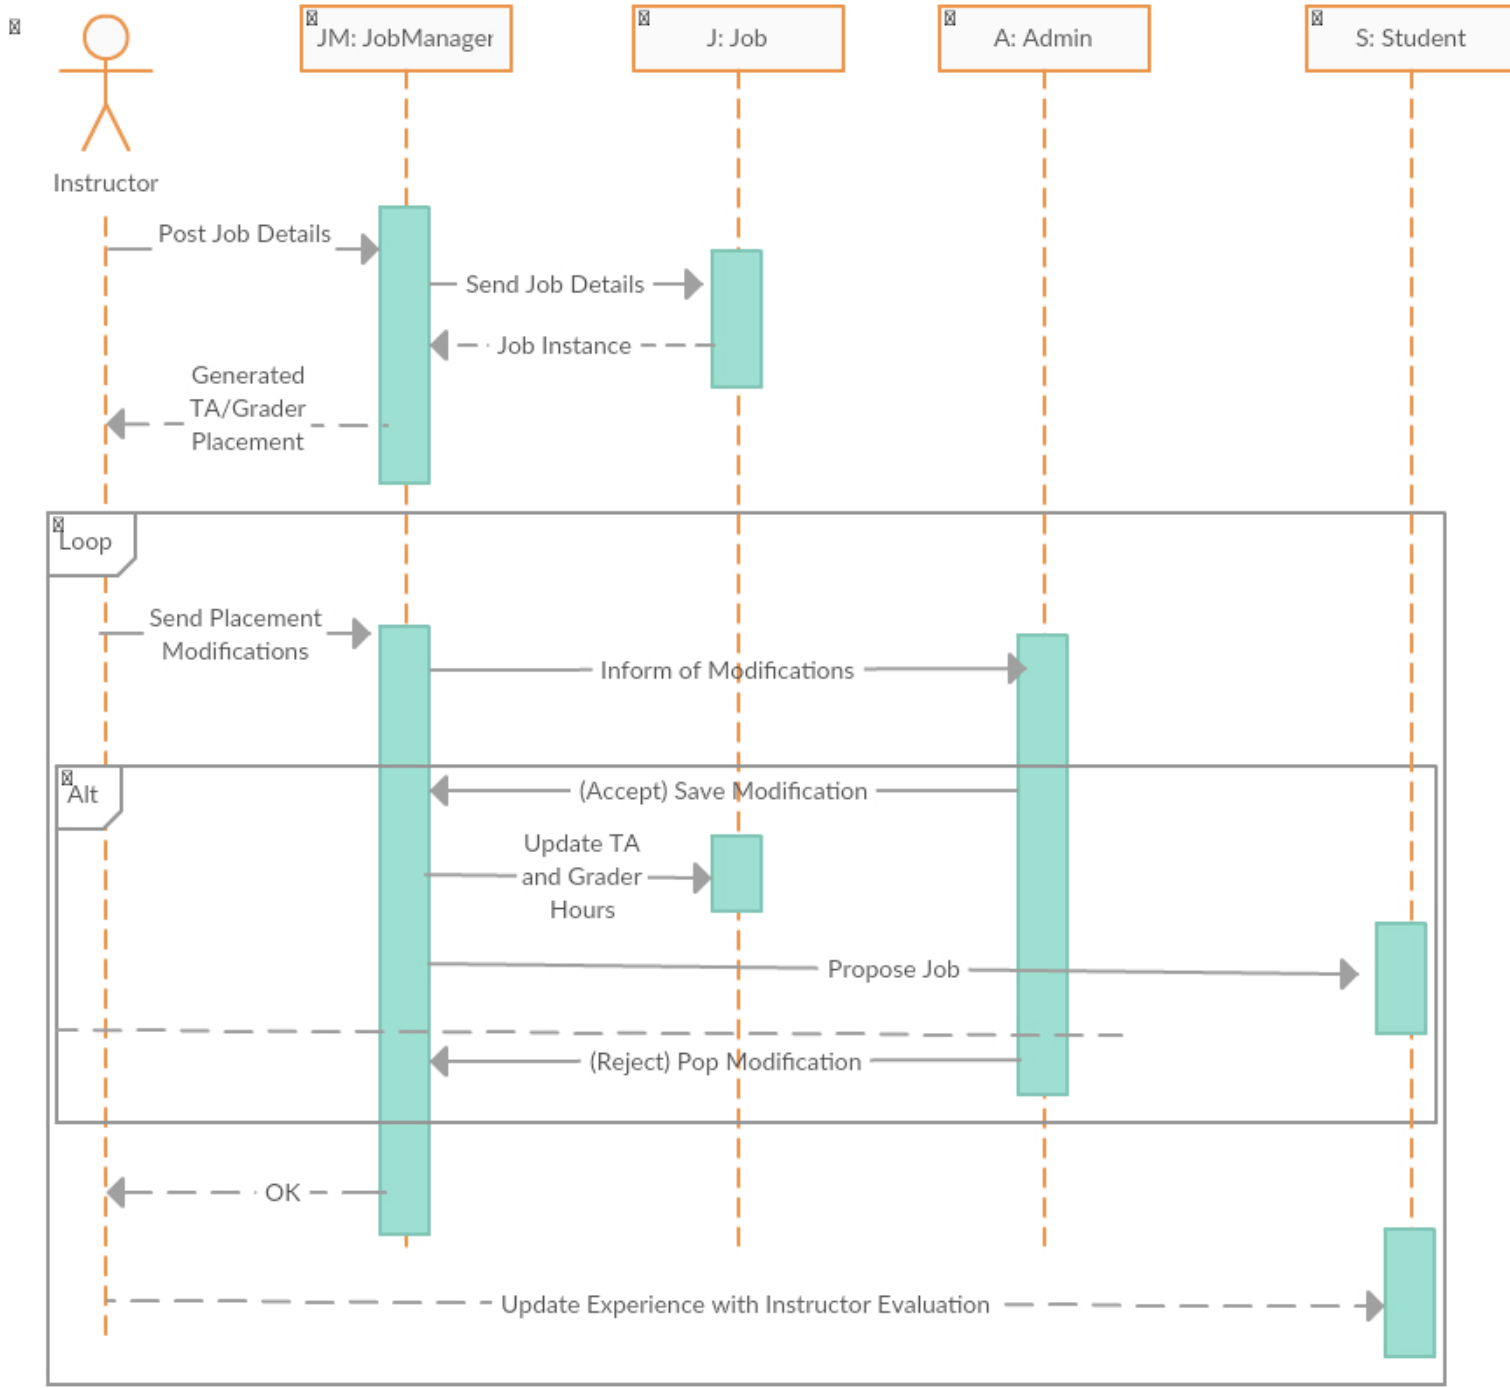 JM: JobManager
J: Job
A: Admin
S: Student
Instructor
Post Job Details
Send Job Details
Job Instance
Generated
TA/Grader
Placement
Loop
Send Placement
Modifications
Inform of Modifications
Alt
(Accept) Save Modification
Update TA
and Grader
Hours
Propose Job
(Reject) Pop Modification
OK
Update Experience with Instructor Evaluation